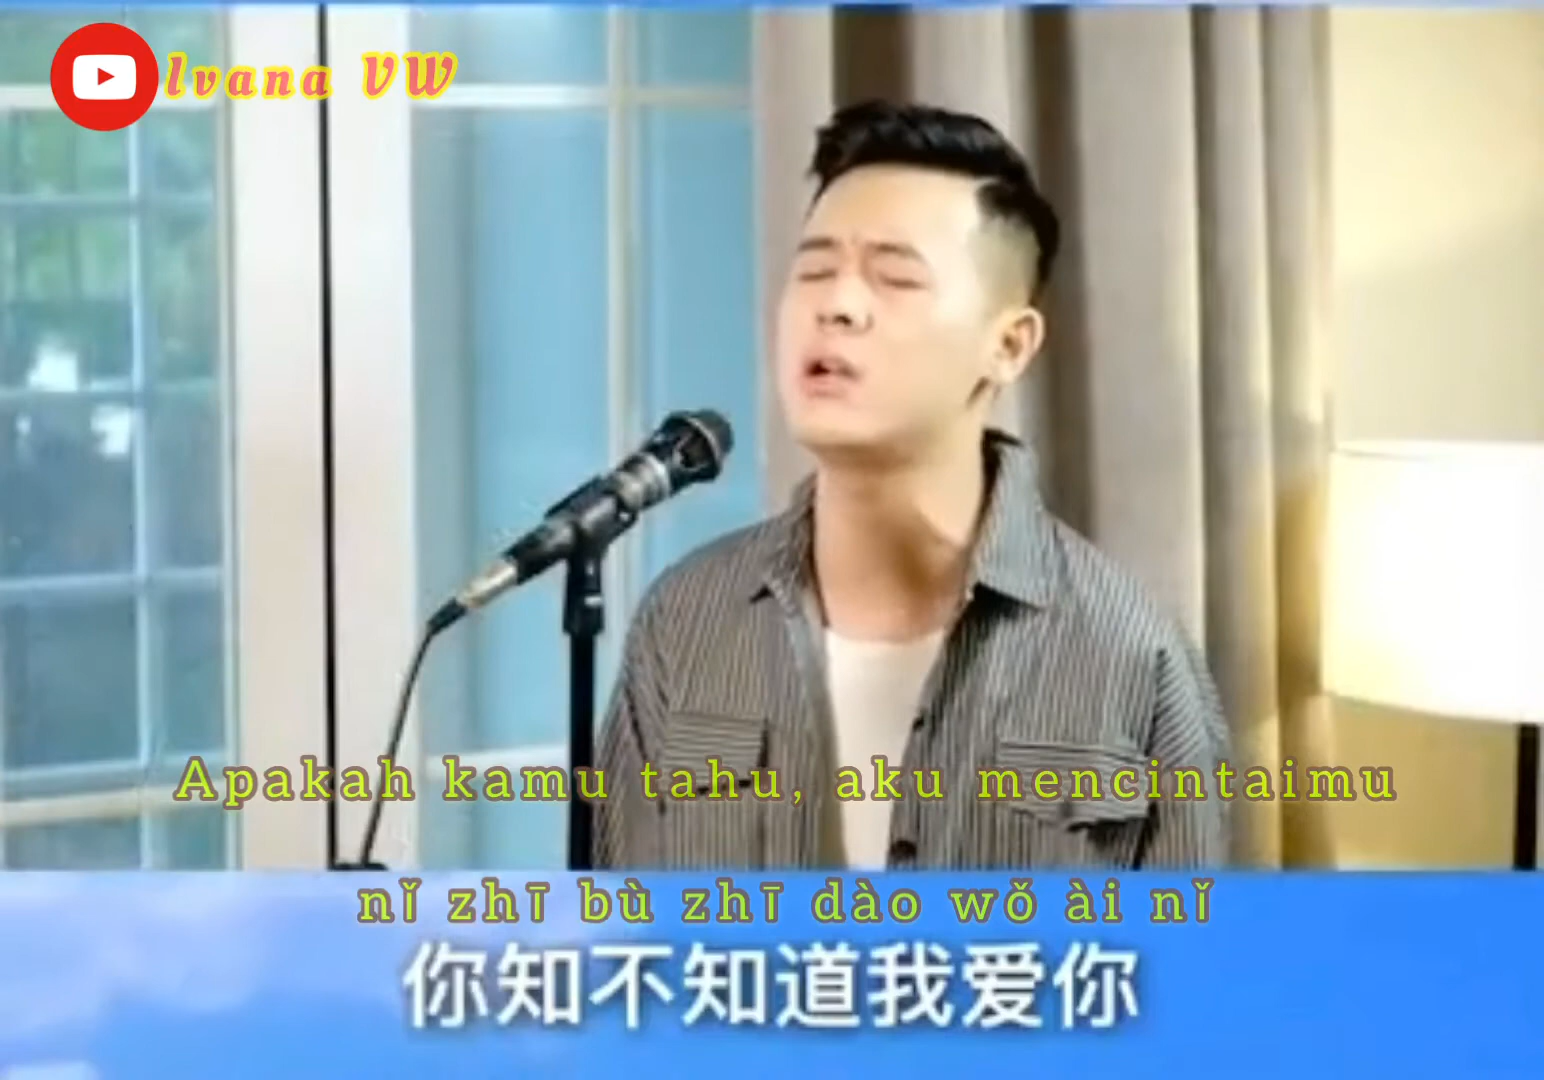 Ivana VW
Apakah kamu tahu, aku mencintaimu
nǐ zhī bù zhī dào wǒ ài nǐ
你知不知道我爱你